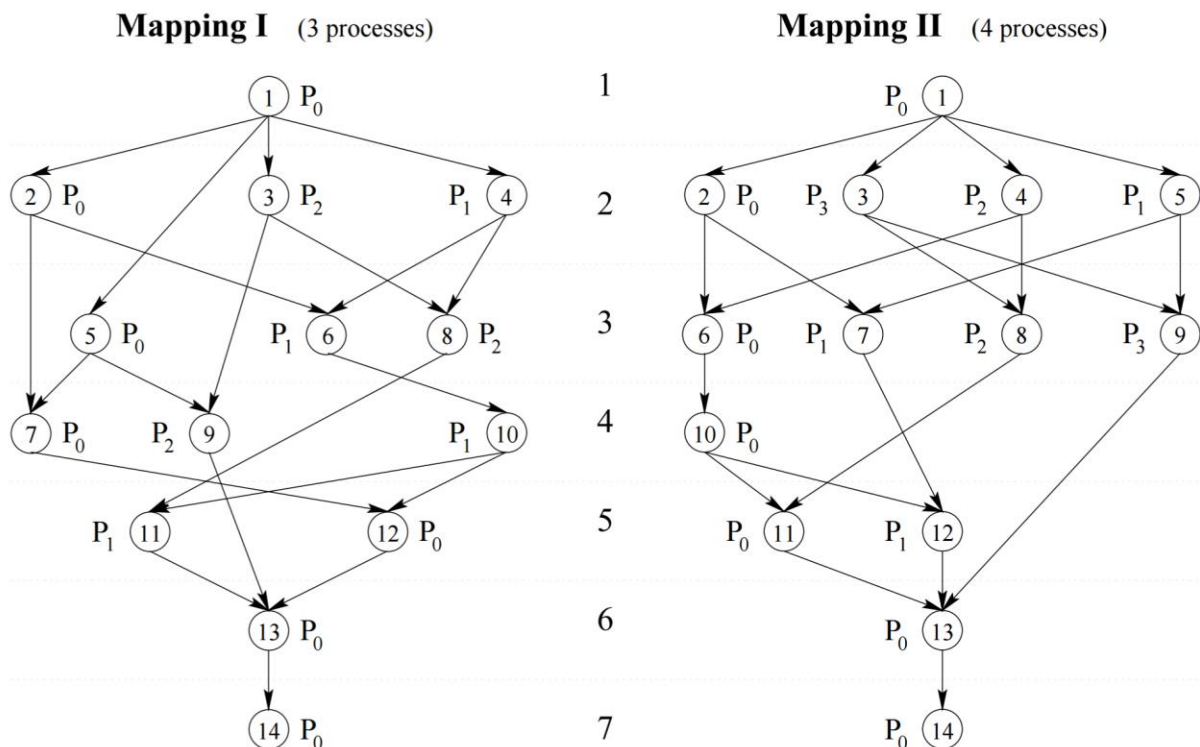 Mapping I (3 processes) Mapping II (4 processes)
1 P0 1 P0 1
2 P0 3 P2 P1 4 2 2 P0 P3 3 P2 4 P1 5
5 P0 P1 6 8 P2 3 6 P0 P1 7 P2 8 P3 9
7 P0 P2 9 P1 10 4 10 P0
P1 11 12 P0 5 P0 11 P1 12
13 P0 6 P0 13
14 P0 7 P0 14